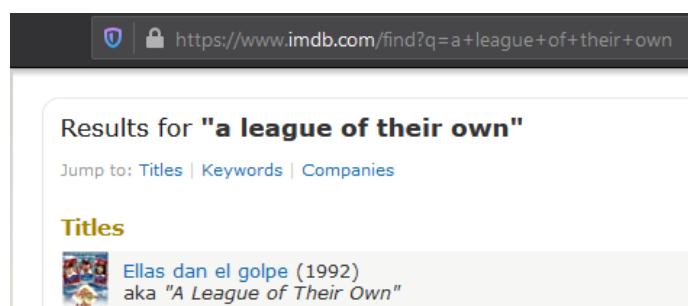 https://www.imdb.com/find?q=a+league+of+their+own
Results for "a league of their own"
Jump to: Titles | Keywords | Companies
Titles
Ellas dan el golpe (1992)
aka "A League of Their Own"